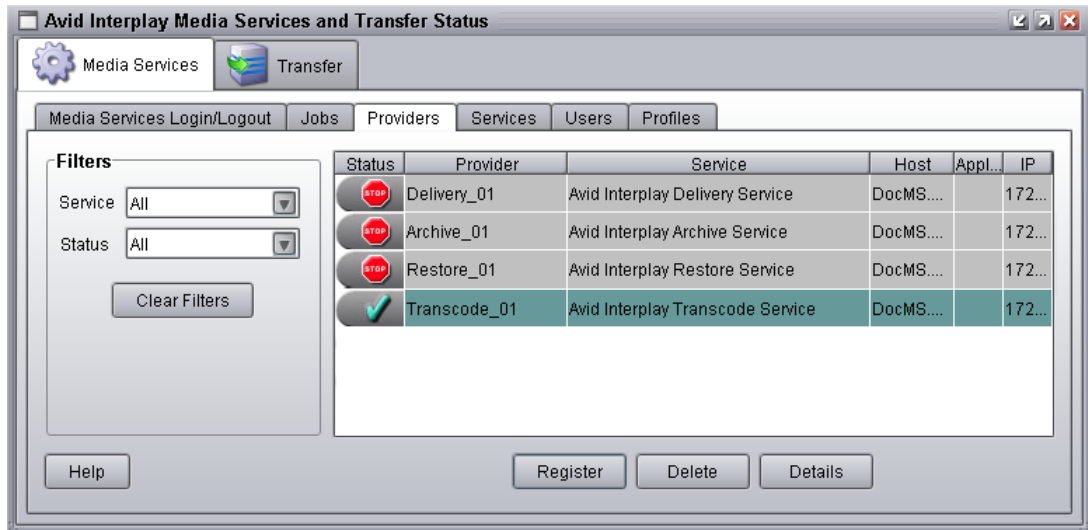 Avid Interplay Media Services and Transfer Status
Media Services Transfer
Media Services Login/Logout Jobs Providers Services Users Profiles
Filters
Service All
Status All
Clear Filters
Status Provider Service Host Appl... IP
STOP Delivery_01 Avid Interplay Delivery Service DocMS.... 172...
STOP Archive_01 Avid Interplay Archive Service DocMS.... 172...
STOP Restore_01 Avid Interplay Restore Service DocMS.... 172...
Transcode_01 Avid Interplay Transcode Service DocMS.... 172...
Help Register Delete Details